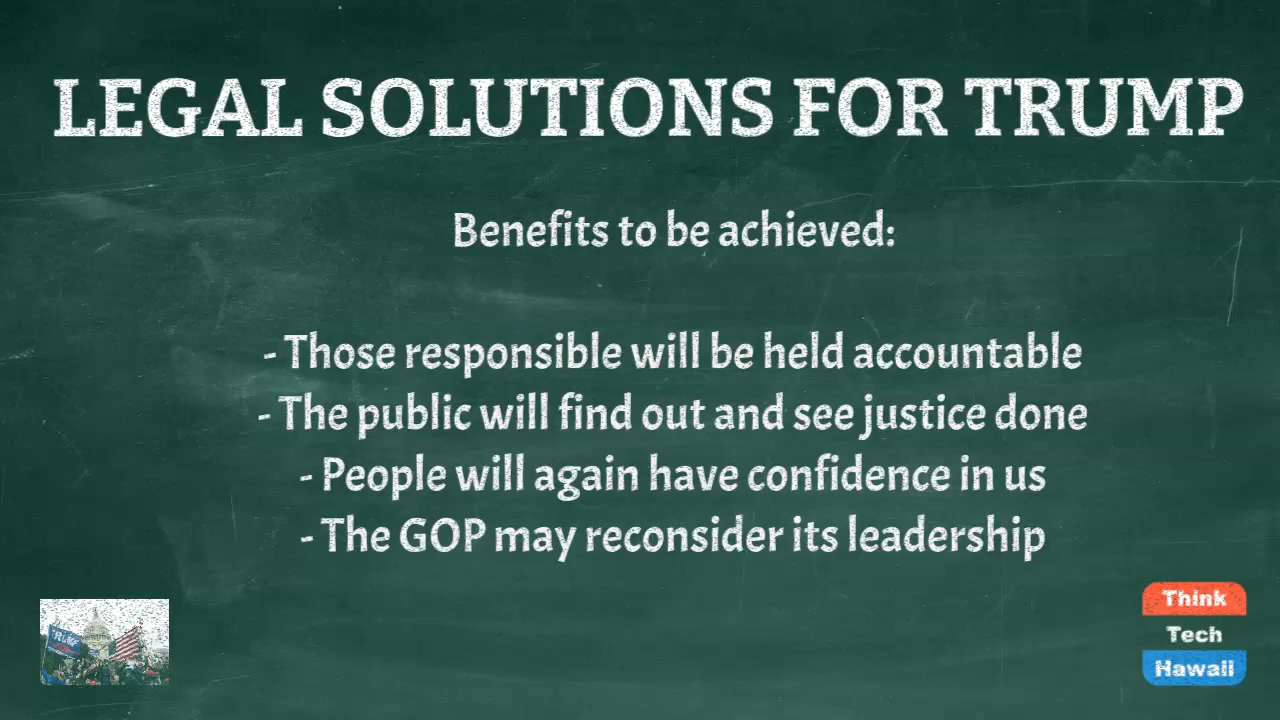 LEGAL SOLUTIONS FOR TRUMP
Benefits to be achieved:
- Those responsible will be held accountable
- The public will find out and see justice done
- People will again have confidence in us
- The GOP may reconsider its leadership
TRUMP
Think
Tech
Hawaii